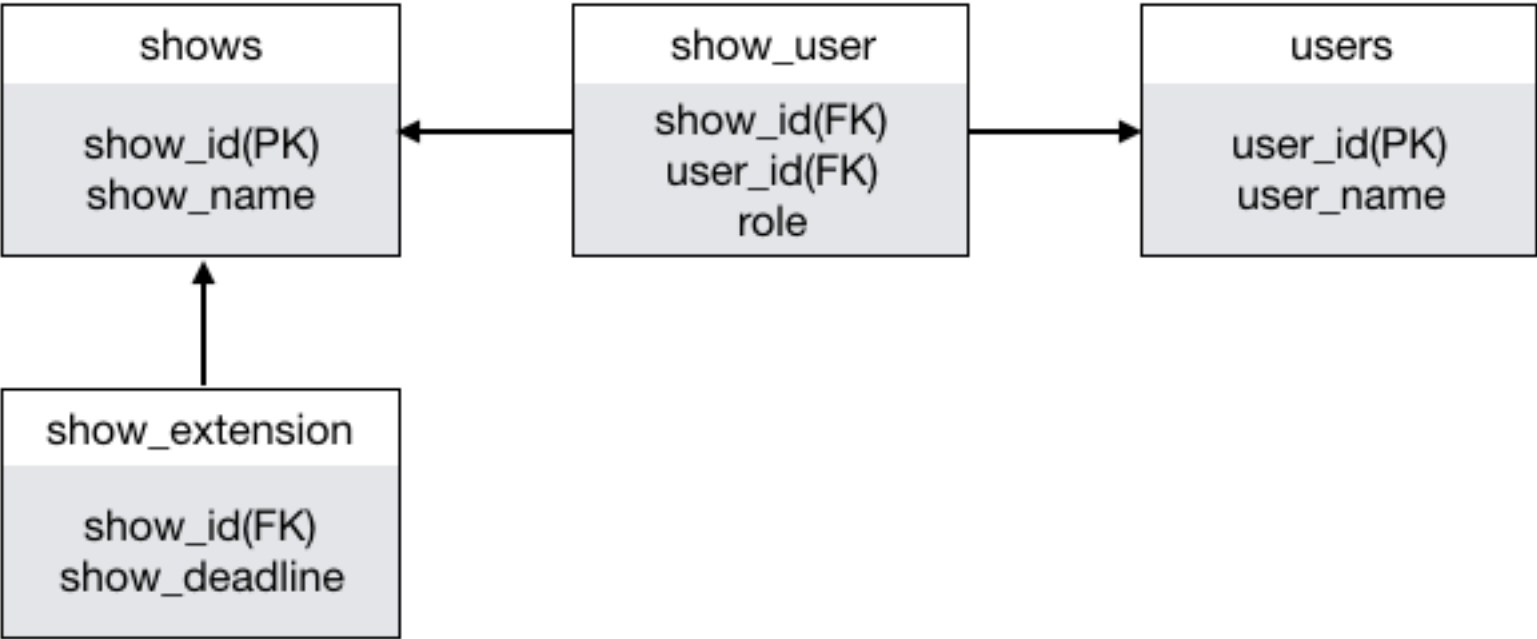 shows
show_id(PK)
show_name
show_user
show_id(FK)
user_id(FK)
role
users
user_id(PK)
user_name
show_extension
show_id(FK)
show_deadline